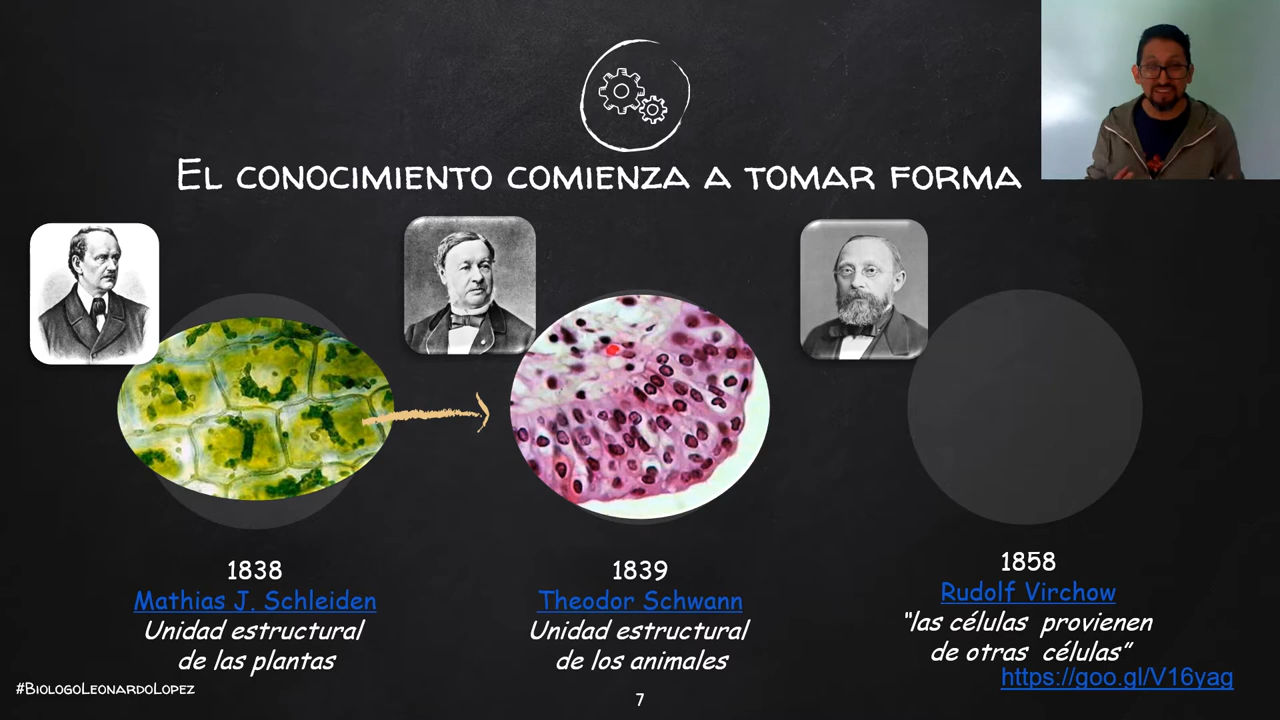 El conocimiento comienza a tomar forma
1838
Mathias J. Schleiden
Unidad estructural
de las plantas
1839
Theodor Schwann
Unidad estructural
de los animales
1858
Rudolf Virchow
"las células provienen
de otras células”
https://goo.gl/V16yag
#BiologoLeonardoLopez
7